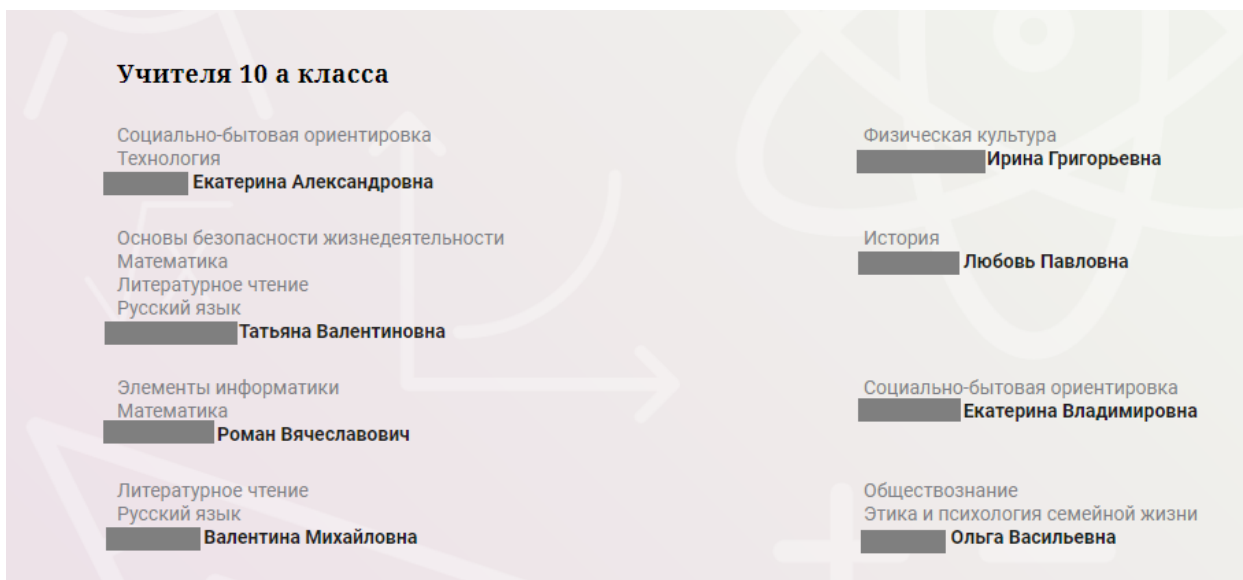 Учителя 10 а класса
Социально-бытовая ориентировка
Технология
Екатерина Александровна
Основы безопасности жизнедеятельности
Математика
Литературное чтение
Русский язык
Татьяна Валентиновна
Элементы информатики
Математика
Роман Вячеславович
Литературное чтение
Русский язык
Валентина Михайловна
Физическая культура
Ирина Григорьевна
История
Любовь Павловна
Социально-бытовая ориентировка
Екатерина Владимировна
Обществознание
Этика и психология семейной жизни
Ольга Васильевна